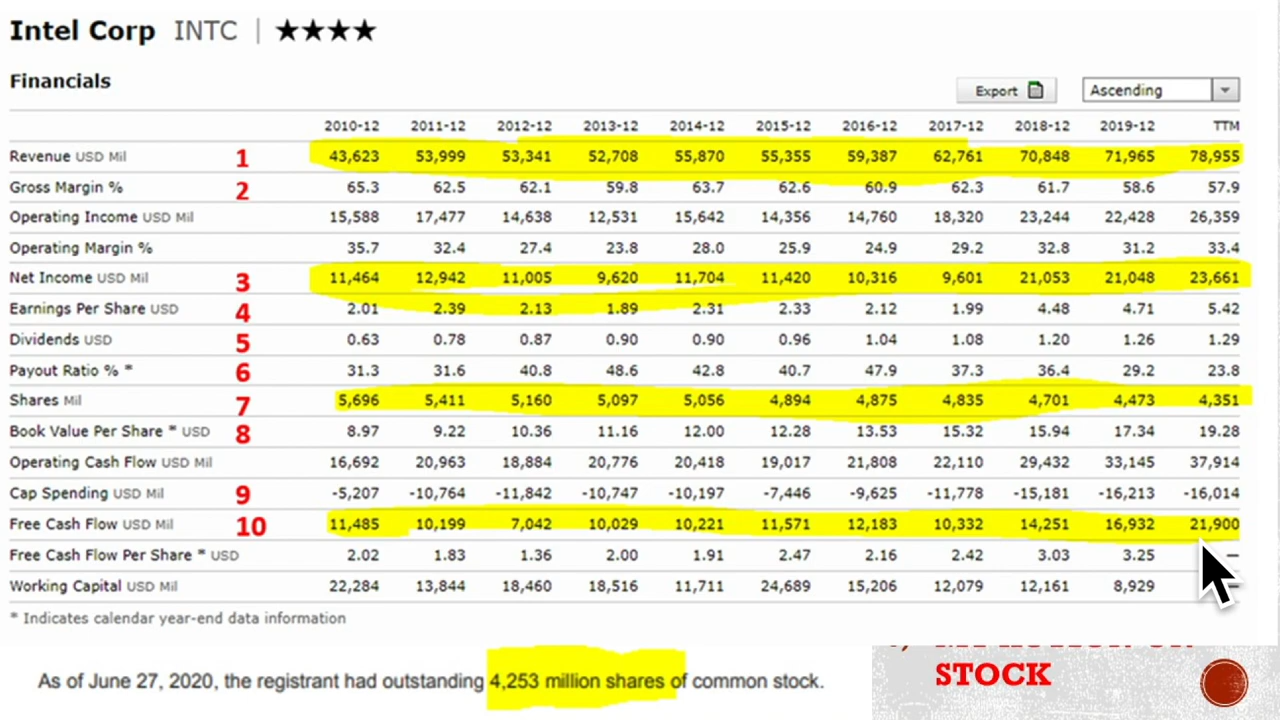 Intel Corp INTC | ★★★★
Financials
Export Ascending
2010-12 2011-12 2012-12 2013-12 2014-12 2015-12 2016-12 2017-12 2018-12 2019-12 TTM
Revenue USD Mil 1 43,623 53,999 53,341 52,708 55,870 55,355 59,387 62,761 70,848 71,965 78,955
Gross Margin % 2 65.3 62.5 62.1 59.8 63.7 62.6 60.9 62.3 61.7 58.6 57.9
Operating Income USD Mil 15,588 17,477 14,638 12,531 15,642 14,356 14,760 18,320 23,244 22,428 26,359
Operating Margin % 35.7 32.4 27.4 23.8 28.0 25.9 24.9 29.2 32.8 31.2 33.4
Net Income USD Mil 3 11,464 12,942 11,005 9,620 11,704 11,420 10,316 9,601 21,053 21,048 23,661
Earnings Per Share USD 4 2.01 2.39 2.13 1.89 2.31 2.33 2.12 1.99 4.48 4.71 5.42
Dividends USD 5 0.63 0.78 0.87 0.90 0.90 0.96 1.04 1.08 1.20 1.26 1.29
Payout Ratio % * 6 31.3 31.6 40.8 48.6 42.8 40.7 47.9 37.3 36.4 29.2 23.8
Shares Mil 7 5,696 5,411 5,160 5,097 5,056 4,894 4,875 4,835 4,701 4,473 4,351
Book Value Per Share * USD 8 8.97 9.22 10.36 11.16 12.00 12.28 13.53 15.32 15.94 17.34 19.28
Operating Cash Flow USD Mil 16,692 20,963 18,884 20,776 20,418 19,017 21,808 22,110 29,432 33,145 37,914
Cap Spending USD Mil 9 -5,207 -10,764 -11,842 -10,747 -10,197 -7,446 -9,625 -11,778 -15,181 -16,213 -16,014
Free Cash Flow USD Mil 10 11,485 10,199 7,042 10,029 10,221 11,571 12,183 10,332 14,251 16,932 21,900
Free Cash Flow Per Share * USD 2.02 1.83 1.36 2.00 1.91 2.47 2.16 2.42 3.03 3.25 —
Working Capital USD Mil 22,284 13,844 18,460 18,516 11,711 24,689 15,206 12,079 12,161 8,929
* Indicates calendar year-end data information
As of June 27, 2020, the registrant had outstanding 4,253 million shares of common stock.
STOCK